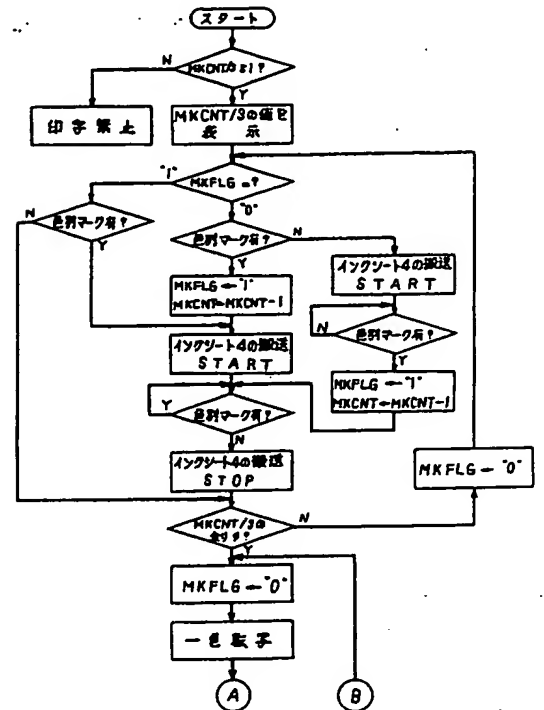 スタート
MKCNT/3≧1?
N
Y
印字禁止
MKCNT/3の値を
表示
"1"
MKFLG=?
"0"
N
色別マーク有?
Y
色別マーク有?
N
Y
インクシート4の搬送
START
MKFLG←"1"
MKCNT←MKCNT-1
N
色別マーク有?
Y
インクシート4の搬送
START
MKFLG←"1"
MKCNT←MKCNT-1
Y
色別マーク有?
N
インクシート4の搬送
STOP
MKFLG←"0"
MKCNT/3の
N
Y
MKFLG←"0"
一色転写
A
B